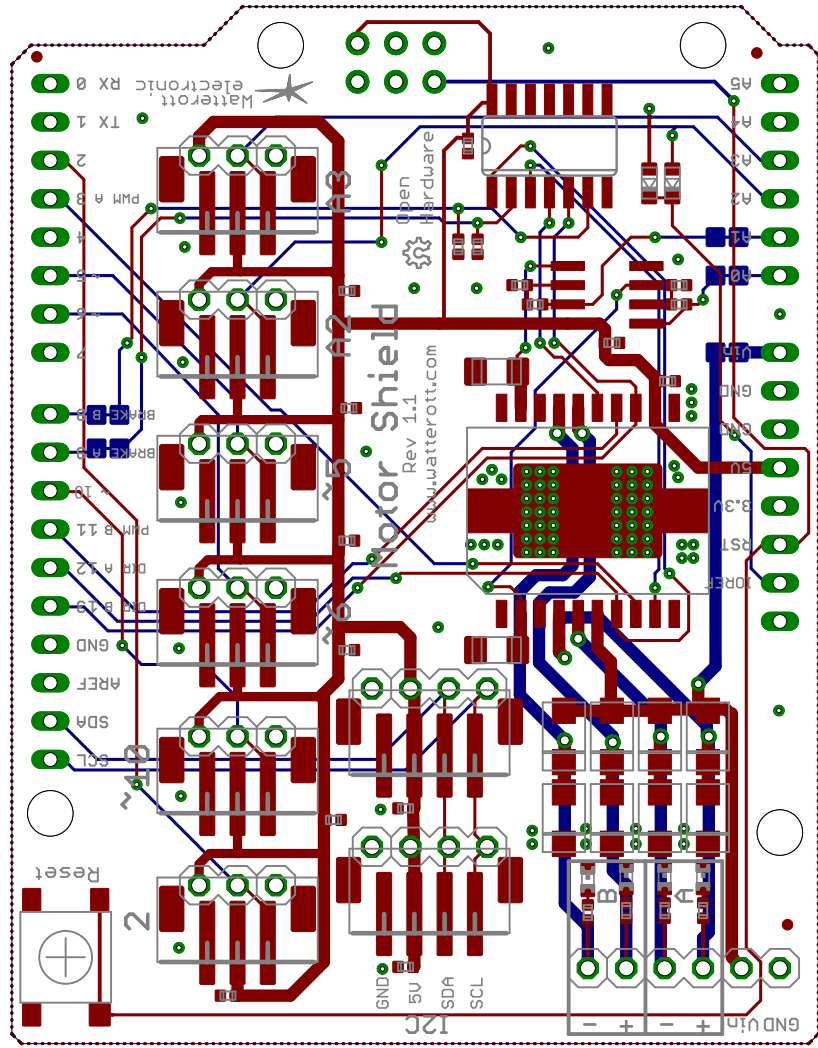 RX 0
TX 1
2
PWM A 3
4
~5
~6
7
BRAKE B 8
BRAKE A 9
~ 10
PWM B 11
DIR A 12
DIR B 13
GND
AREF
SDA
SCL
Watterott
electronic
A3
A2
~5
~6
~10
2
Open
Hardware
Motor Shield
Rev 1.1
www.watterott.com
A5
A4
A3
A2
A1
A0
Vin
GND
GND
5V
3.3V
RST
IOREF
Reset
GND
5V
SDA
SCL
I2C
B
A
- +
- +
Vin GND